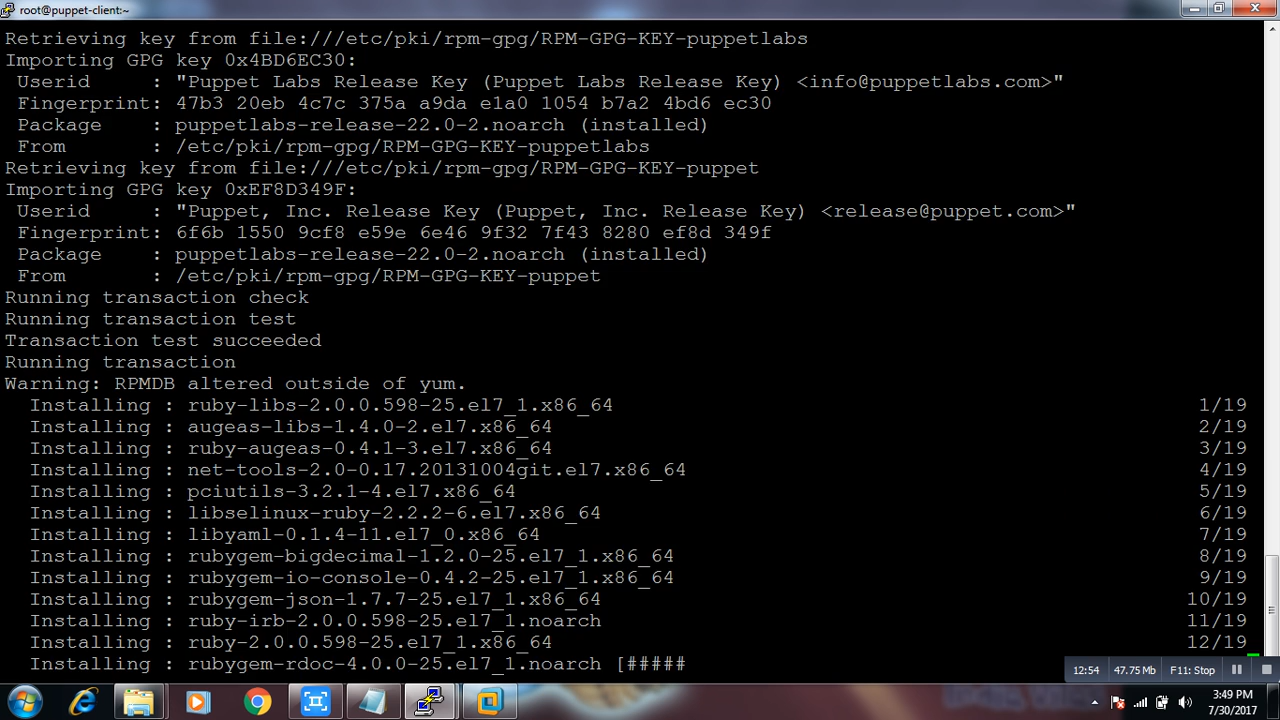 root@puppet-client:~
Retrieving key from file:///etc/pki/rpm-gpg/RPM-GPG-KEY-puppetlabs
Importing GPG key 0x4BD6EC30:
 Userid     : "Puppet Labs Release Key (Puppet Labs Release Key) <info@puppetlabs.com>"
 Fingerprint: 47b3 20eb 4c7c 375a a9da e1a0 1054 b7a2 4bd6 ec30
 Package    : puppetlabs-release-22.0-2.noarch (installed)
 From       : /etc/pki/rpm-gpg/RPM-GPG-KEY-puppetlabs
Retrieving key from file:///etc/pki/rpm-gpg/RPM-GPG-KEY-puppet
Importing GPG key 0xEF8D349F:
 Userid     : "Puppet, Inc. Release Key (Puppet, Inc. Release Key) <release@puppet.com>"
 Fingerprint: 6f6b 1550 9cf8 e59e 6e46 9f32 7f43 8280 ef8d 349f
 Package    : puppetlabs-release-22.0-2.noarch (installed)
 From       : /etc/pki/rpm-gpg/RPM-GPG-KEY-puppet
Running transaction check
Running transaction test
Transaction test succeeded
Running transaction
Warning: RPMDB altered outside of yum.
  Installing : ruby-libs-2.0.0.598-25.el7_1.x86_64 1/19
  Installing : augeas-libs-1.4.0-2.el7.x86_64 2/19
  Installing : ruby-augeas-0.4.1-3.el7.x86_64 3/19
  Installing : net-tools-2.0-0.17.20131004git.el7.x86_64 4/19
  Installing : pciutils-3.2.1-4.el7.x86_64 5/19
  Installing : libselinux-ruby-2.2.2-6.el7.x86_64 6/19
  Installing : libyaml-0.1.4-11.el7_0.x86_64 7/19
  Installing : rubygem-bigdecimal-1.2.0-25.el7_1.x86_64 8/19
  Installing : rubygem-io-console-0.4.2-25.el7_1.x86_64 9/19
  Installing : rubygem-json-1.7.7-25.el7_1.x86_64 10/19
  Installing : ruby-irb-2.0.0.598-25.el7_1.noarch 11/19
  Installing : ruby-2.0.0.598-25.el7_1.x86_64 12/19
  Installing : rubygem-rdoc-4.0.0-25.el7_1.noarch [#####
12:54 47.75 Mb F11: Stop
3:49 PM
7/30/2017